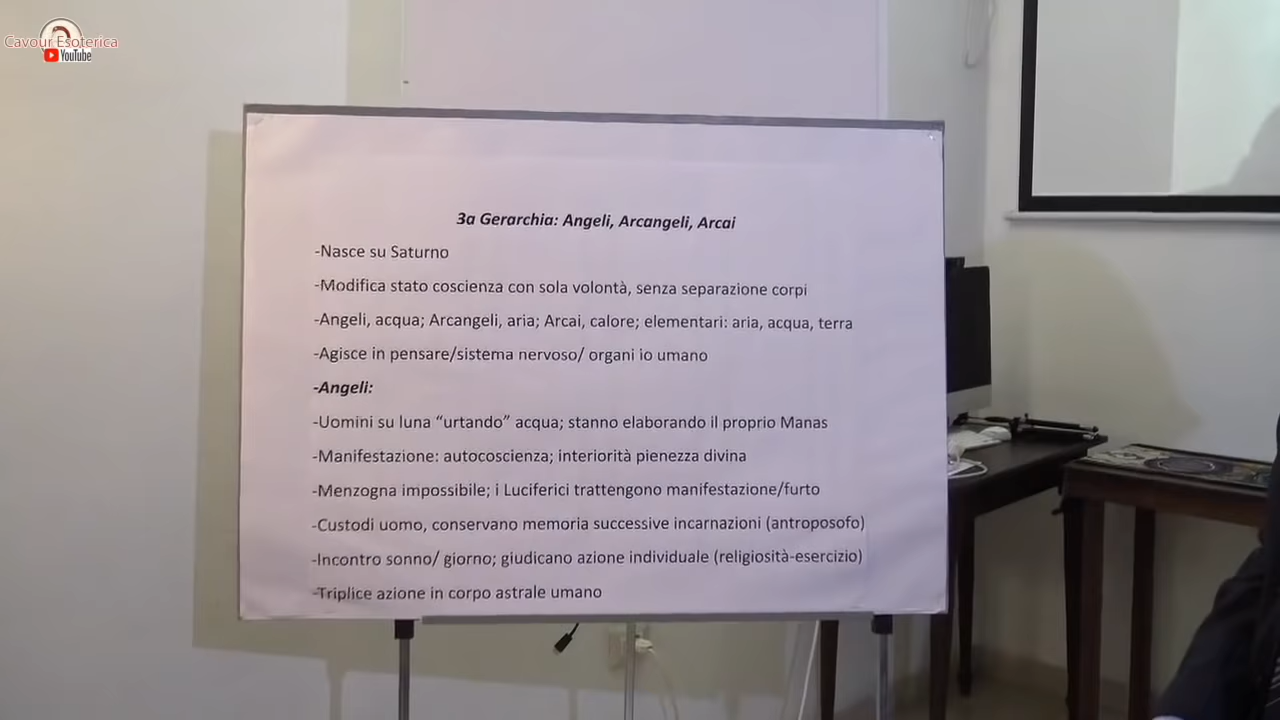 Cavour Esoterica
YouTube
3a Gerarchia: Angeli, Arcangeli, Arcai
-Nasce su Saturno
-Modifica stato coscienza con sola volontà, senza separazione corpi
-Angeli, acqua; Arcangeli, aria; Arcai, calore; elementari: aria, acqua, terra
-Agisce in pensare/sistema nervoso/ organi io umano
-Angeli:
-Uomini su luna “urtando” acqua; stanno elaborando il proprio Manas
-Manifestazione: autocoscienza; interiorità pienezza divina
-Menzogna impossibile; i Luciferici trattengono manifestazione/furto
-Custodi uomo, conservano memoria successive incarnazioni (antroposofo)
-Incontro sonno/ giorno; giudicano azione individuale (religiosità-esercizio)
-Triplice azione in corpo astrale umano